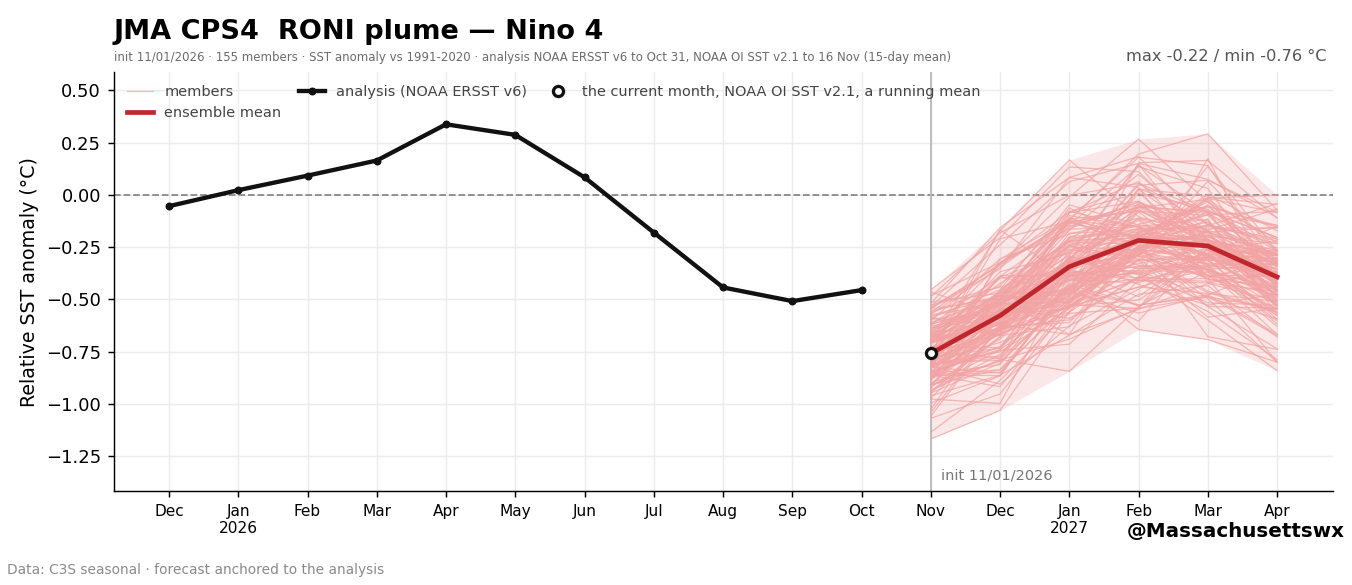 JMA CPS4  RONI plume — Nino 4
init 11/01/2026 · 155 members · SST anomaly vs 1991-2020 · analysis NOAA ERSST v6 to Oct 31, NOAA OI SST v2.1 to 16 Nov (15-day mean)
max -0.22 / min -0.76 °C
members
analysis (NOAA ERSST v6)
the current month, NOAA OI SST v2.1, a running mean
ensemble mean
Relative SST anomaly (°C)
0.50
0.25
0.00
−0.25
−0.50
−0.75
−1.00
−1.25
init 11/01/2026
Dec Jan Feb Mar Apr May Jun Jul Aug Sep Oct Nov Dec Jan Feb Mar Apr
2026 2027
@Massachusettswx
Data: C3S seasonal · forecast anchored to the analysis